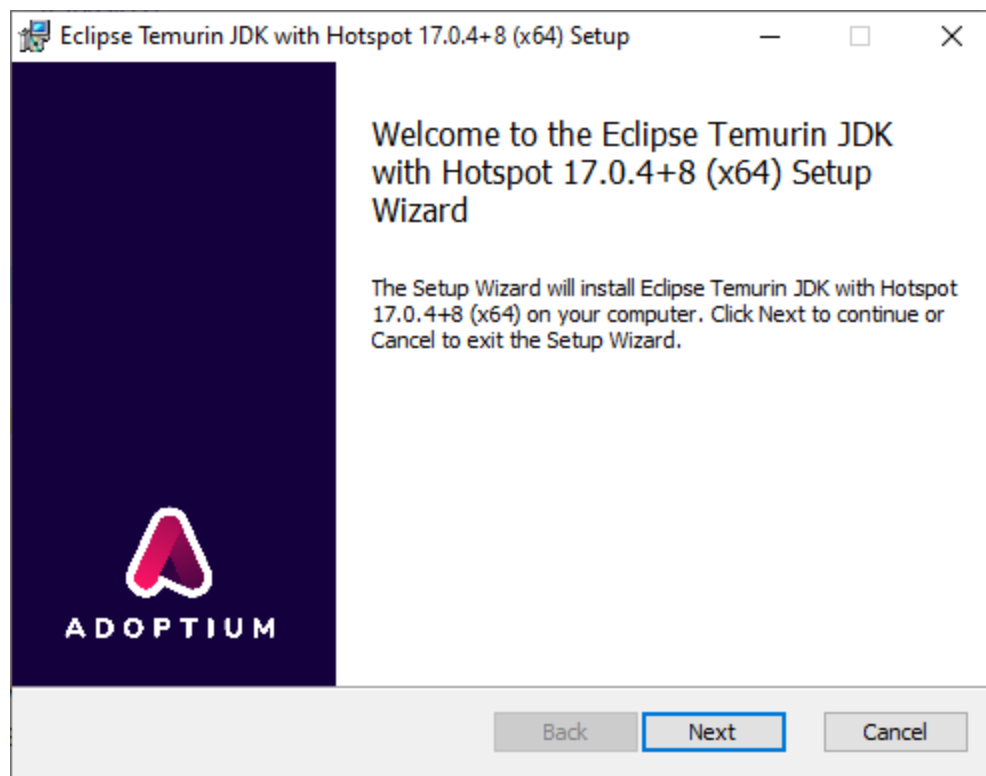 Eclipse Temurin JDK with Hotspot 17.0.4+8 (x64) Setup
Welcome to the Eclipse Temurin JDK
with Hotspot 17.0.4+8 (x64) Setup
Wizard
The Setup Wizard will install Eclipse Temurin JDK with Hotspot
17.0.4+8 (x64) on your computer. Click Next to continue or
Cancel to exit the Setup Wizard.
ADOPTIUM
Back Next Cancel